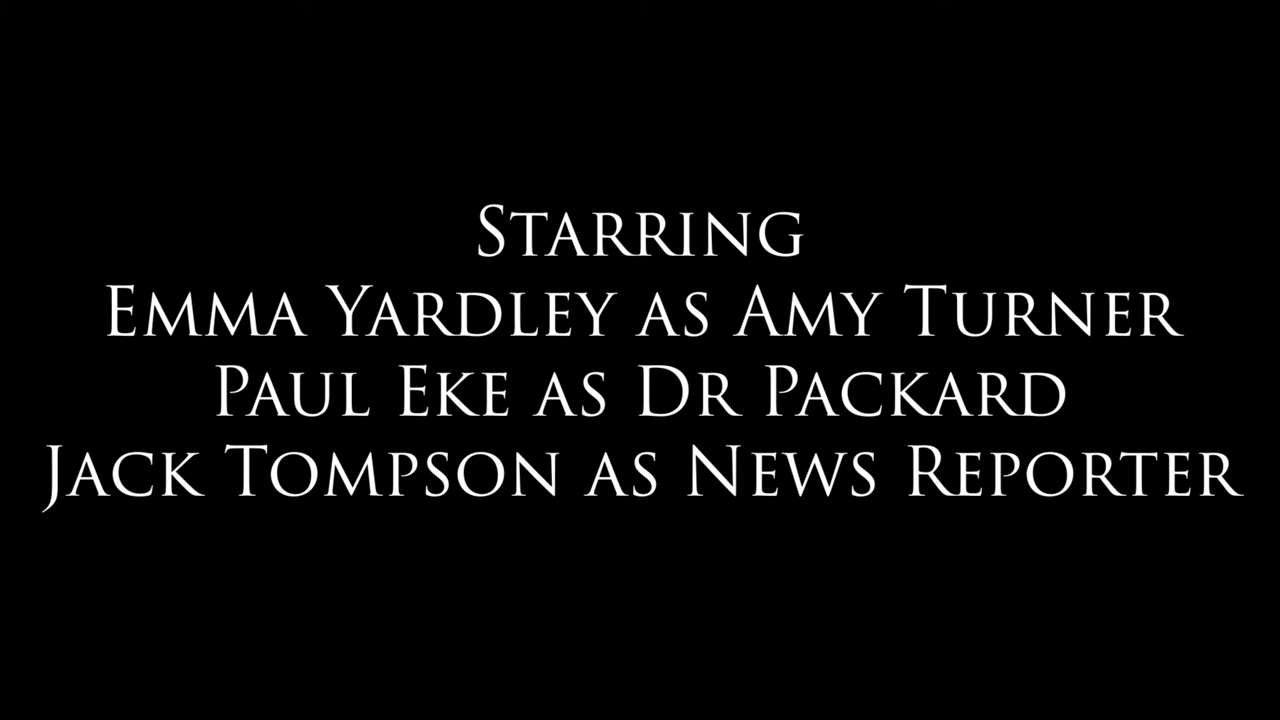 Starring
Emma Yardley as Amy Turner
Paul Eke as Dr Packard
Jack Tompson as News Reporter